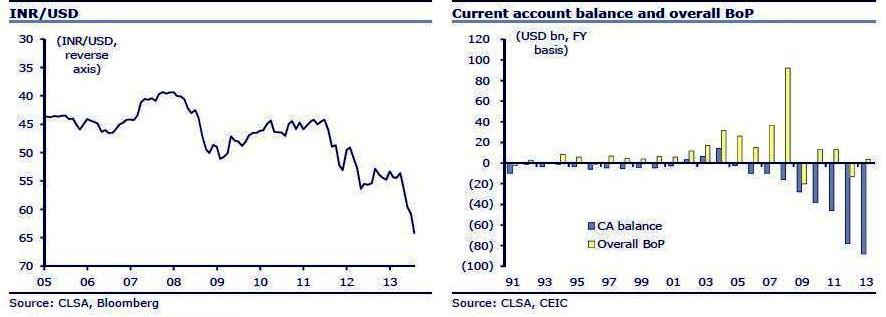 INR/USD
(INR/USD,
reverse
axis)
30
35
40
45
50
55
60
65
70
05 06 07 08 09 10 11 12 13
Source: CLSA, Bloomberg
Current account balance and overall BoP
(USD bn, FY
basis)
120
100
80
60
40
20
0
(20)
(40)
(60)
(80)
(100)
CA balance
Overall BoP
91 93 95 97 99 01 03 05 07 09 11 13
Source: CLSA, CEIC